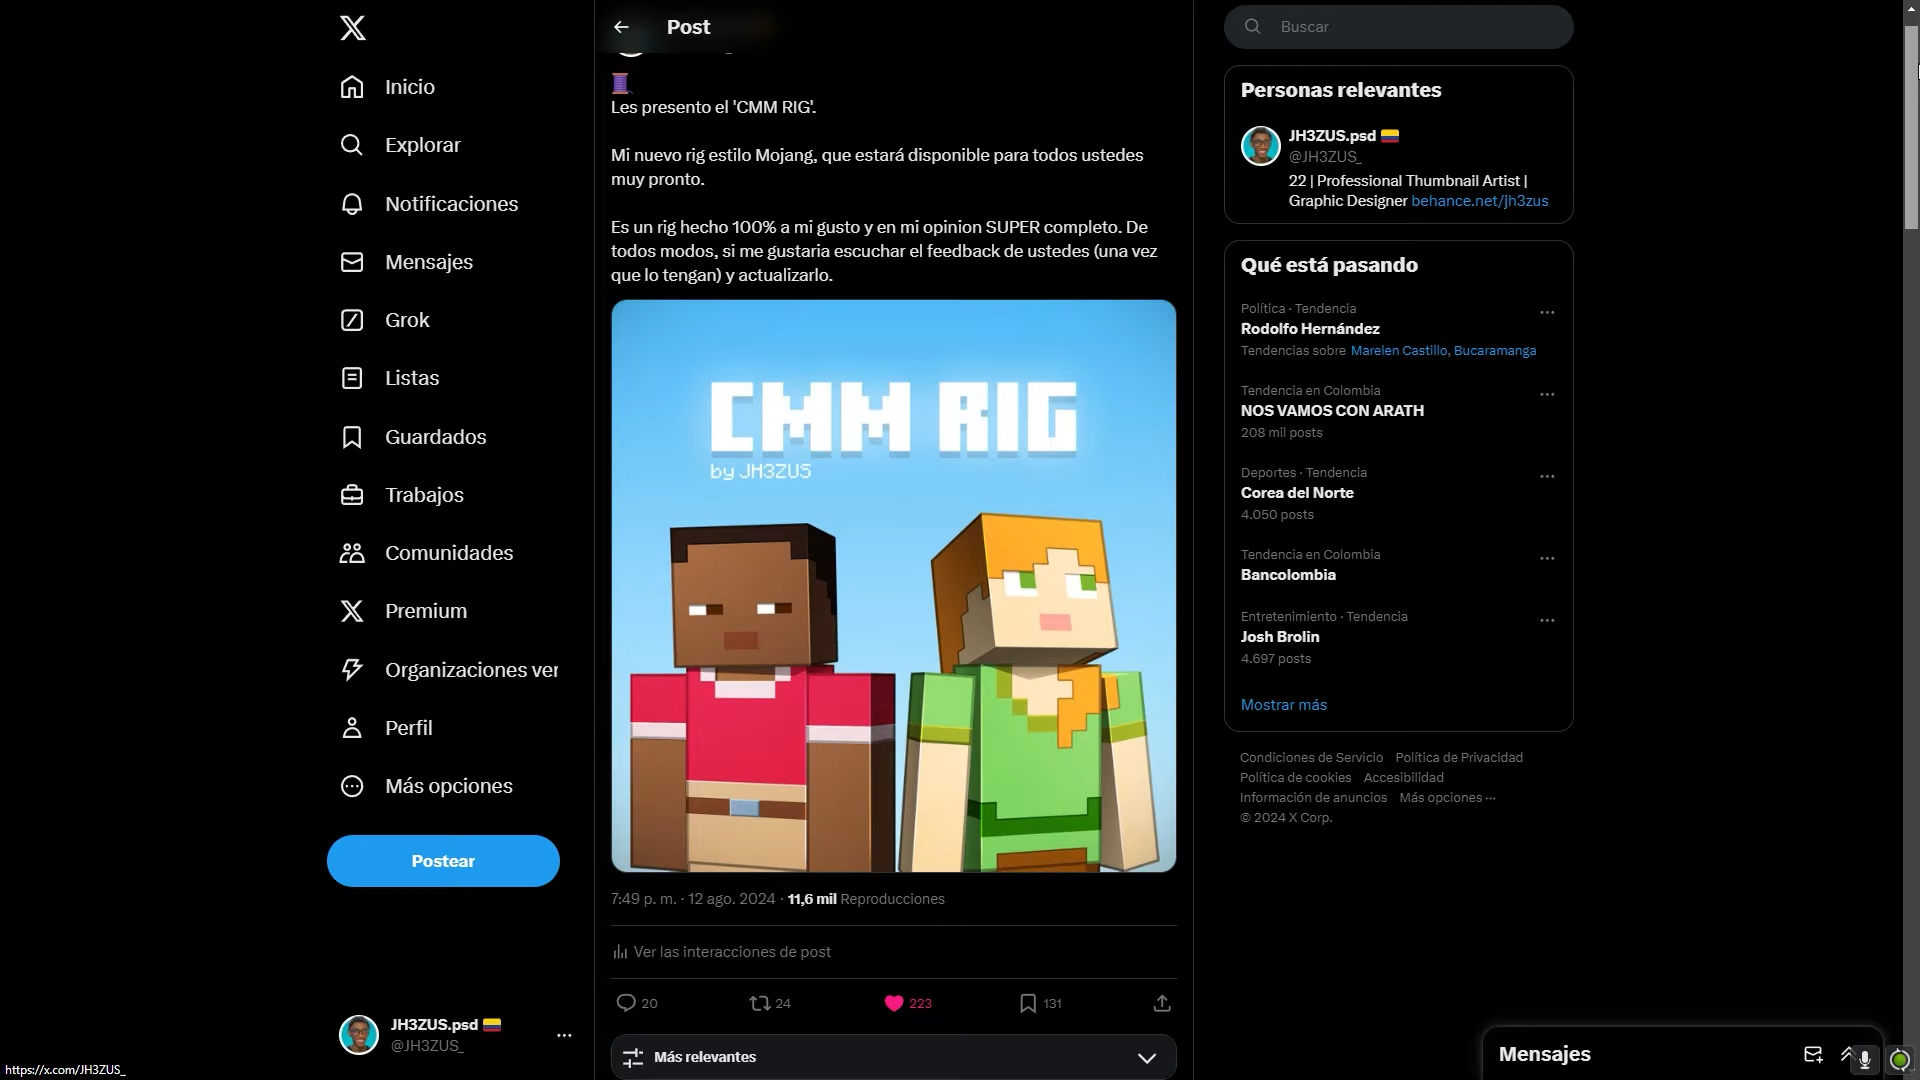 Inicio
Explorar
Notificaciones
Mensajes
Grok
Listas
Guardados
Trabajos
Comunidades
Premium
Organizaciones ver
Perfil
Más opciones
Postear
JH3ZUS.psd
@JH3ZUS_
https://x.com/JH3ZUS_
Post
Les presento el 'CMM RIG'.
Mi nuevo rig estilo Mojang, que estará disponible para todos ustedes
muy pronto.
Es un rig hecho 100% a mi gusto y en mi opinion SUPER completo. De
todos modos, si me gustaria escuchar el feedback de ustedes (una vez
que lo tengan) y actualizarlo.
CMM RIG
by JH3ZUS
7:49 p. m. · 12 ago. 2024 · 11,6 mil Reproducciones
Ver las interacciones de post
20 24 223 131
Más relevantes
Buscar
Personas relevantes
JH3ZUS.psd
@JH3ZUS_
22 | Professional Thumbnail Artist |
Graphic Designer behance.net/jh3zus
Qué está pasando
Política · Tendencia
Rodolfo Hernández
Tendencias sobre Marelen Castillo, Bucaramanga
Tendencia en Colombia
NOS VAMOS CON ARATH
208 mil posts
Deportes · Tendencia
Corea del Norte
4.050 posts
Tendencia en Colombia
Bancolombia
Entretenimiento · Tendencia
Josh Brolin
4.697 posts
Mostrar más
Condiciones de Servicio Política de Privacidad
Política de cookies Accesibilidad
Información de anuncios Más opciones ···
© 2024 X Corp.
Mensajes